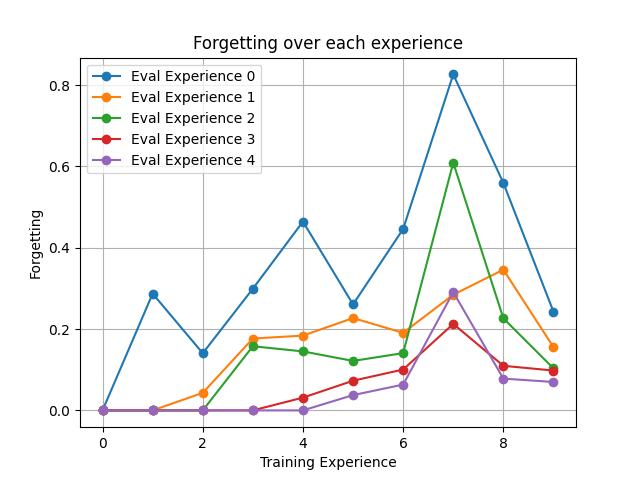 Forgetting over each experience
Eval Experience 0
Eval Experience 1
Eval Experience 2
Eval Experience 3
Eval Experience 4
Forgetting
0.8
0.6
0.4
0.2
0.0
0 2 4 6 8
Training Experience